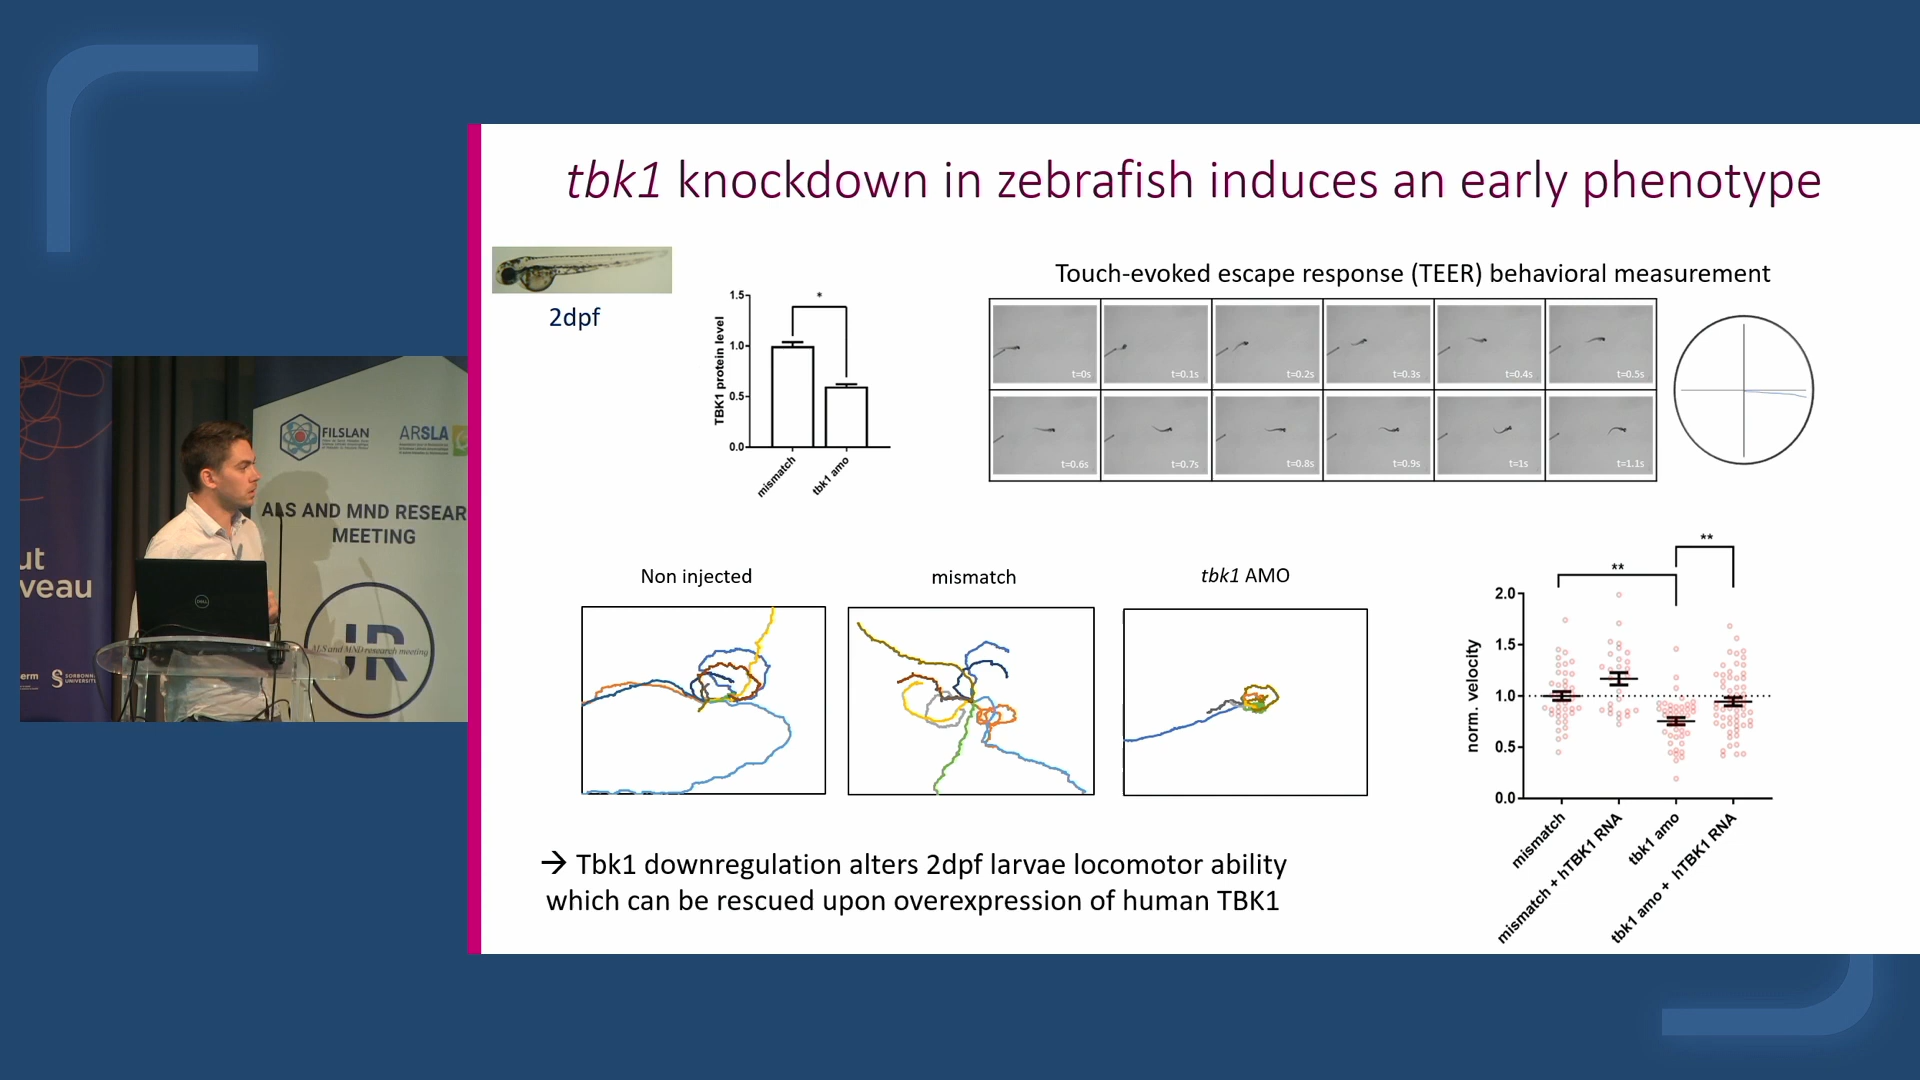 tbk1 knockdown in zebrafish induces an early phenotype
2dpf
1.5
1.0
0.5
0.0
TBK1 protein level
*
mismatch
tbk1 amo
Touch-evoked escape response (TEER) behavioral measurement
t=0s
t=0.1s
t=0.2s
t=0.3s
t=0.4s
t=0.5s
t=0.6s
t=0.7s
t=0.8s
t=0.9s
t=1s
t=1.1s
Non injected
mismatch
tbk1 AMO
**
**
2.0
1.5
1.0
0.5
0.0
norm. velocity
mismatch
mismatch + hTBK1 RNA
tbk1 amo
tbk1 amo + hTBK1 RNA
→ Tbk1 downregulation alters 2dpf larvae locomotor ability
which can be rescued upon overexpression of human TBK1
FILSLAN
ARSLA
ALS AND MND RESEAR
MEETING
JR
ALS and MND research meeting
ut
veau
erm
SORBONN
UNIVERSIT
DELL